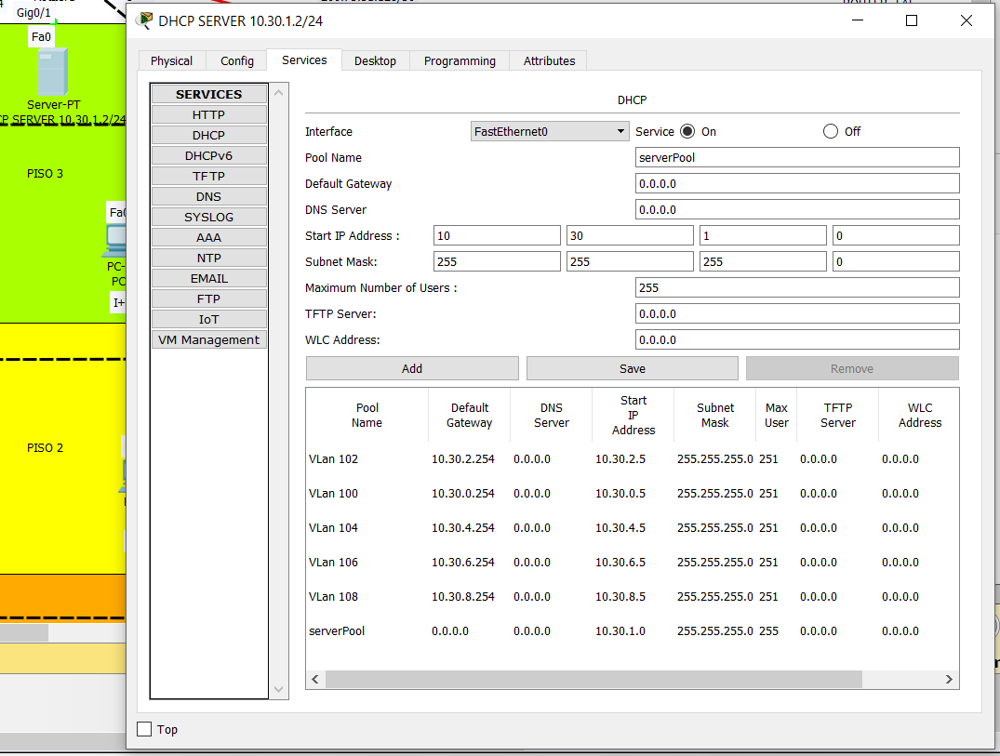 Gig0/1
DHCP SERVER 10.30.1.2/24
Fa0
Server-PT
CP SERVER 10.30.1.2/24
PISO 3
Fa0
PC-
PC
I+
PISO 2
Physical Config Services Desktop Programming Attributes
SERVICES
HTTP
DHCP
DHCPv6
TFTP
DNS
SYSLOG
AAA
NTP
EMAIL
FTP
IoT
VM Management
DHCP
Interface FastEthernet0 Service On Off
Pool Name serverPool
Default Gateway 0.0.0.0
DNS Server 0.0.0.0
Start IP Address : 10 30 1 0
Subnet Mask: 255 255 255 0
Maximum Number of Users : 255
TFTP Server: 0.0.0.0
WLC Address: 0.0.0.0
Add Save Remove
Pool Name Default Gateway DNS Server Start IP Address Subnet Mask Max User TFTP Server WLC Address
VLan 102 10.30.2.254 0.0.0.0 10.30.2.5 255.255.255.0 251 0.0.0.0 0.0.0.0
VLan 100 10.30.0.254 0.0.0.0 10.30.0.5 255.255.255.0 251 0.0.0.0 0.0.0.0
VLan 104 10.30.4.254 0.0.0.0 10.30.4.5 255.255.255.0 251 0.0.0.0 0.0.0.0
VLan 106 10.30.6.254 0.0.0.0 10.30.6.5 255.255.255.0 251 0.0.0.0 0.0.0.0
VLan 108 10.30.8.254 0.0.0.0 10.30.8.5 255.255.255.0 251 0.0.0.0 0.0.0.0
serverPool 0.0.0.0 0.0.0.0 10.30.1.0 255.255.255.0 255 0.0.0.0 0.0.0.0
Top